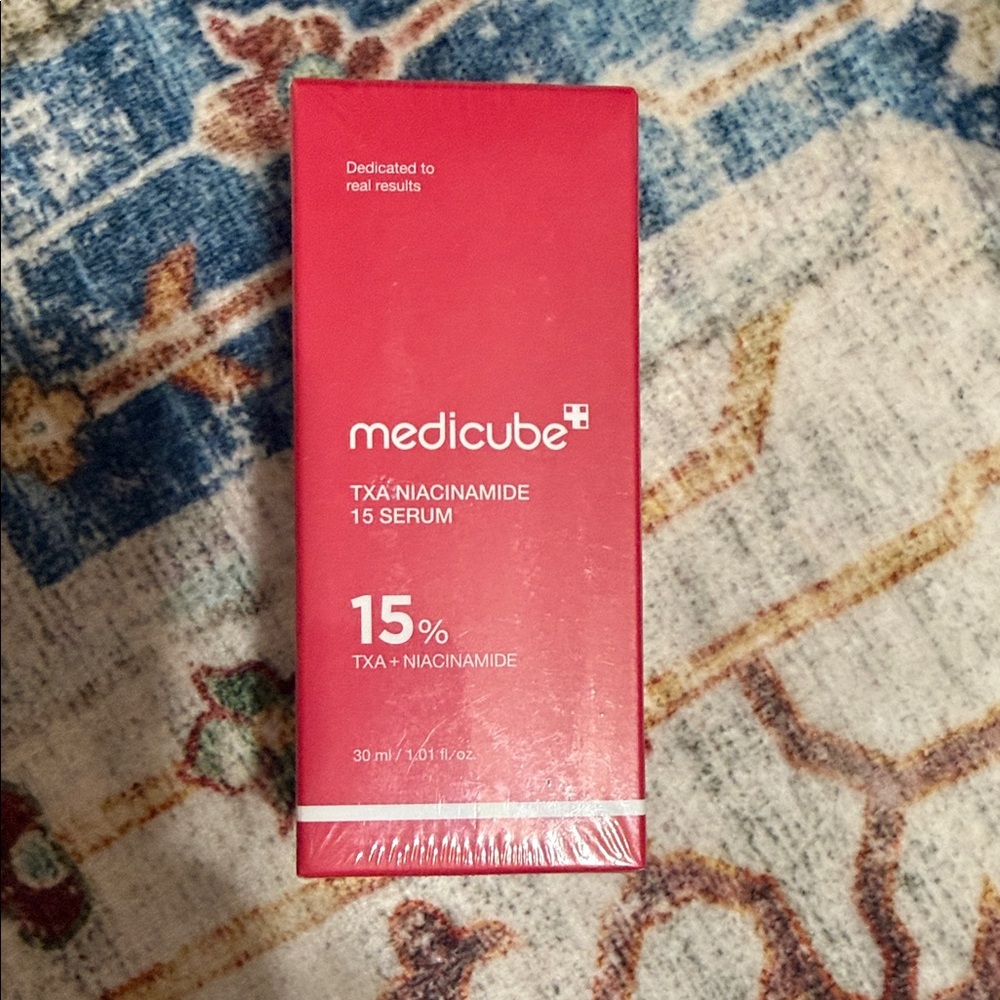 Dedicated to
real results
medicube
TXA NIACINAMIDE
15 SERUM
15%
TXA + NIACINAMIDE
30 ml / 1.01 fl/oz.